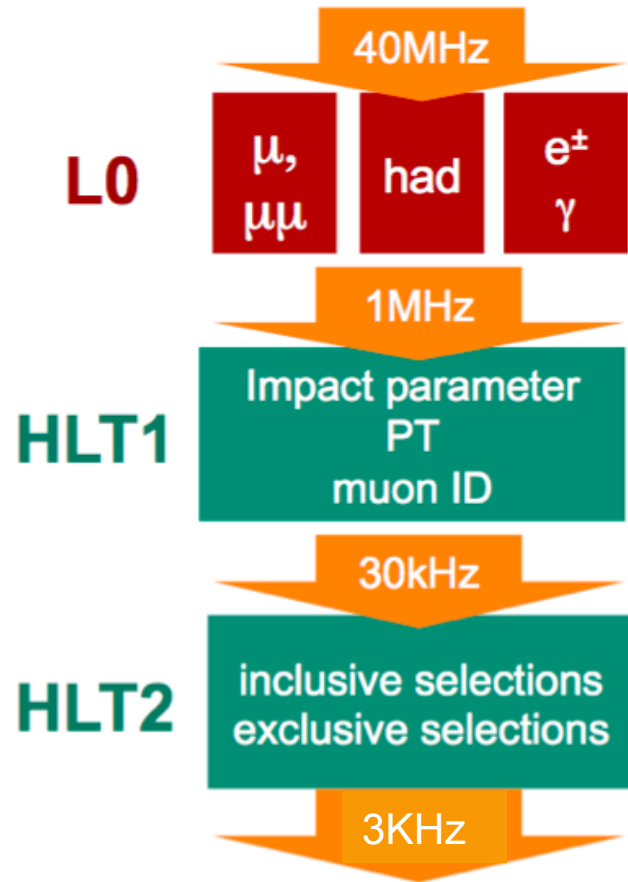 40MHz
L0
μ,
μμ
had
e±
γ
1MHz
HLT1
Impact parameter
PT
muon ID
30kHz
HLT2
inclusive selections
exclusive selections
3KHz